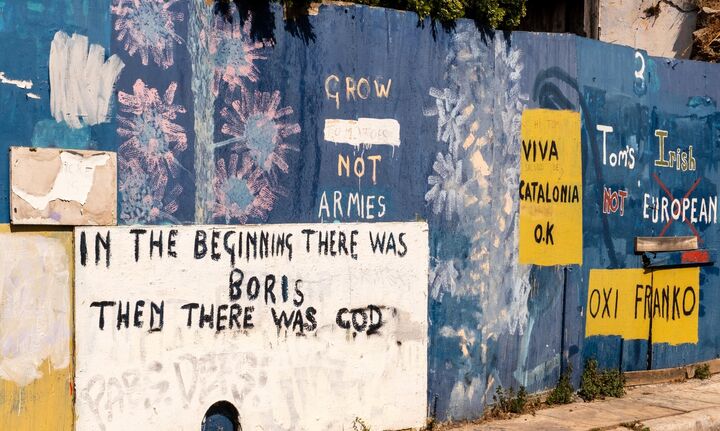 GROW
NOT
ARMIES
IN THE BEGINNING THERE WAS
BORIS
THEN THERE WAS GOD
VIVA
CATALONIA
O.K
2
Tom's Irish
NOT EUROPEAN
OXI FRANKO